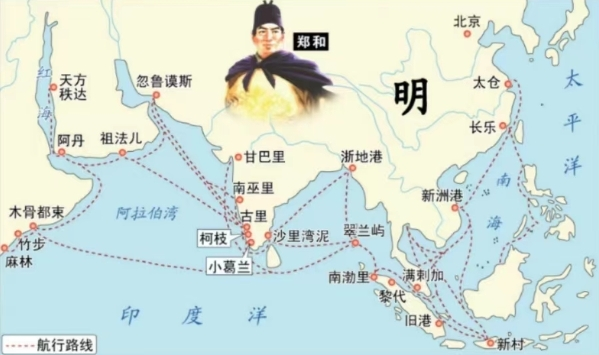 郑和
北京
太仓
长乐
明
太平洋
红海
天方
秩达
忽鲁谟斯
阿丹
祖法儿
甘巴里
浙地港
新洲港
南海
南巫里
木骨都束
阿拉伯湾
古里
竹步
麻林
柯枝
沙里湾泥
翠兰屿
小葛兰
南渤里
满剌加
黎代
旧港
新村
印度洋
航行路线